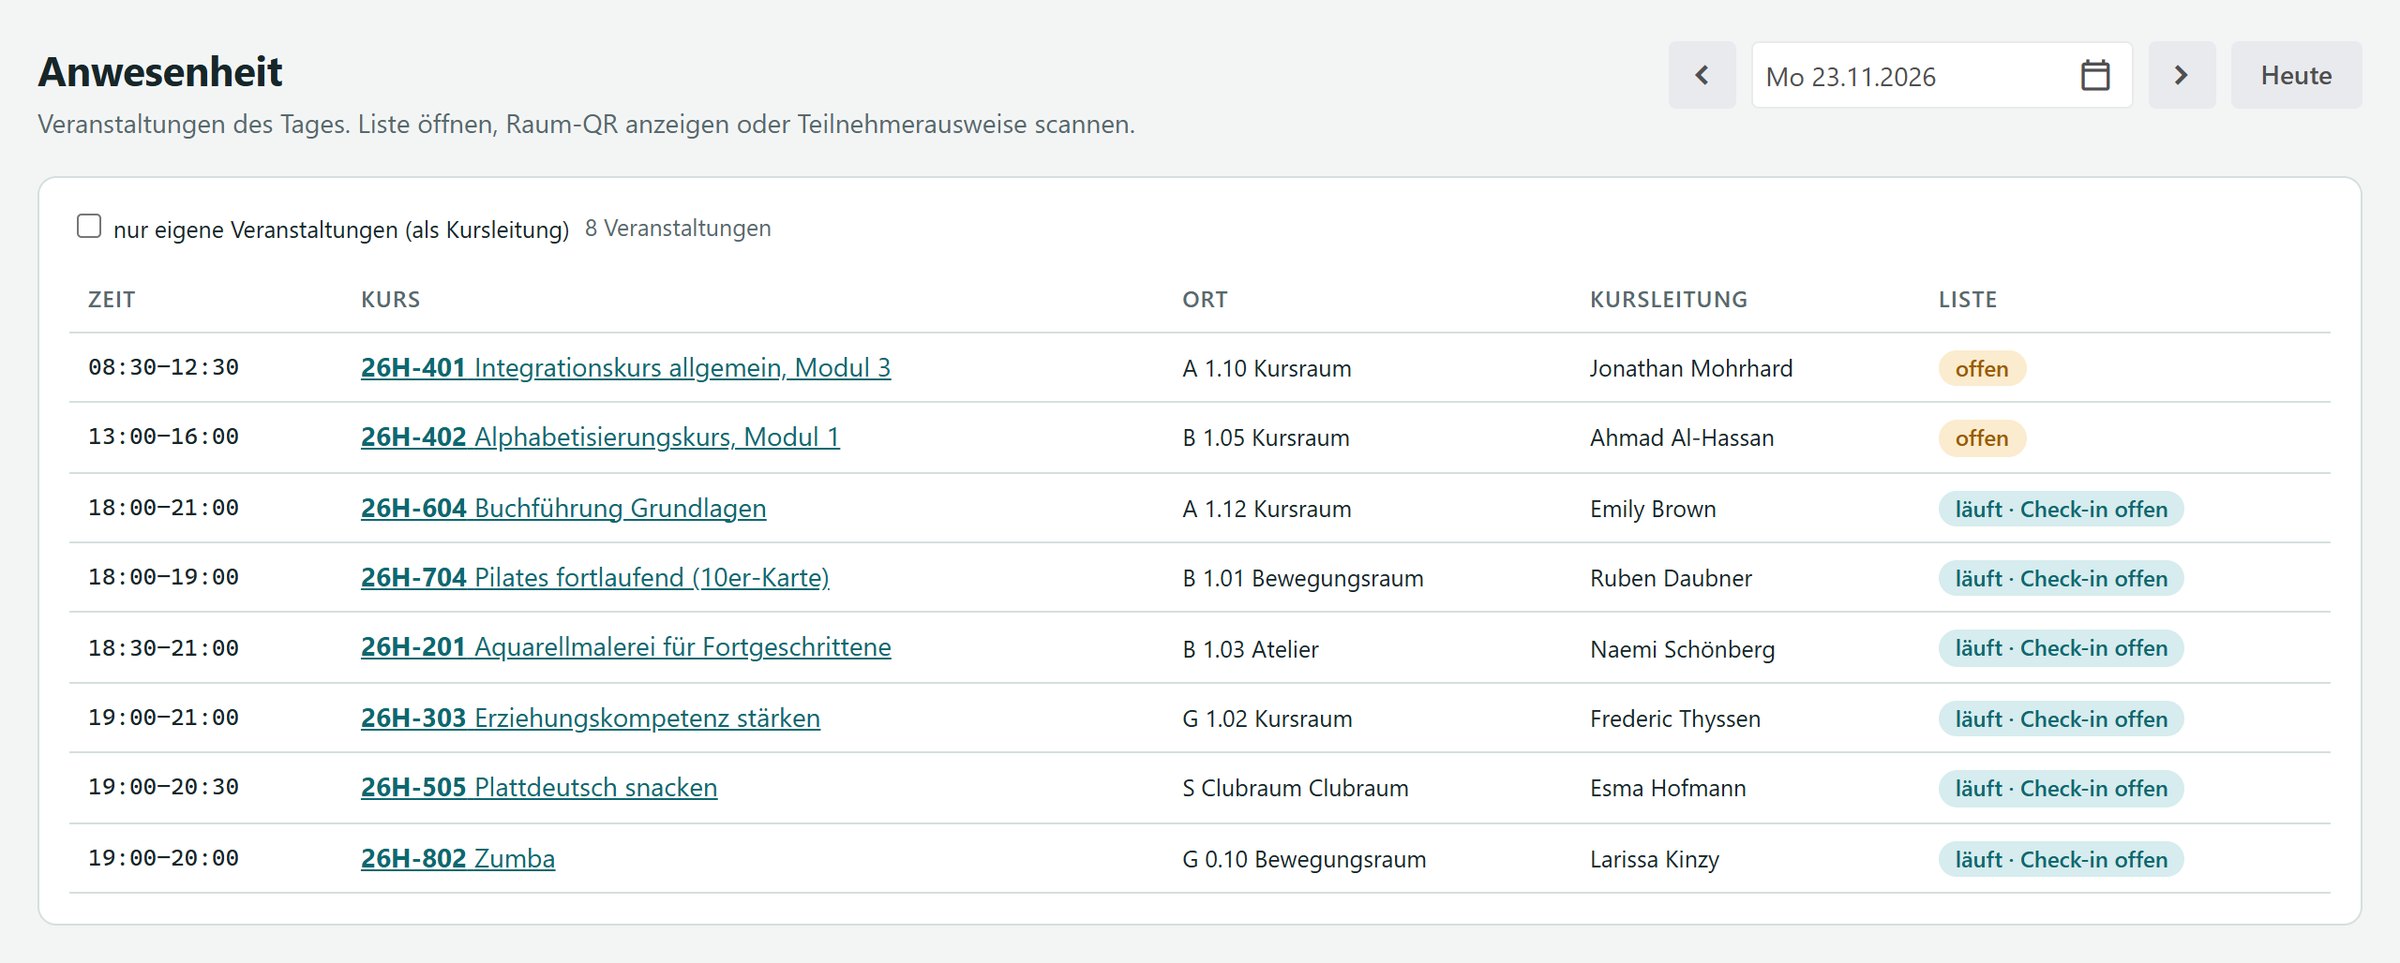 Anwesenheit
Mo 23.11.2026
Heute
Veranstaltungen des Tages. Liste öffnen, Raum-QR anzeigen oder Teilnehmerausweise scannen.
nur eigene Veranstaltungen (als Kursleitung) 8 Veranstaltungen
ZEIT KURS ORT KURSLEITUNG LISTE
08:30–12:30 26H-401 Integrationskurs allgemein, Modul 3 A 1.10 Kursraum Jonathan Mohrhard offen
13:00–16:00 26H-402 Alphabetisierungskurs, Modul 1 B 1.05 Kursraum Ahmad Al-Hassan offen
18:00–21:00 26H-604 Buchführung Grundlagen A 1.12 Kursraum Emily Brown läuft · Check-in offen
18:00–19:00 26H-704 Pilates fortlaufend (10er-Karte) B 1.01 Bewegungsraum Ruben Daubner läuft · Check-in offen
18:30–21:00 26H-201 Aquarellmalerei für Fortgeschrittene B 1.03 Atelier Naemi Schönberg läuft · Check-in offen
19:00–21:00 26H-303 Erziehungskompetenz stärken G 1.02 Kursraum Frederic Thyssen läuft · Check-in offen
19:00–20:30 26H-505 Plattdeutsch snacken S Clubraum Clubraum Esma Hofmann läuft · Check-in offen
19:00–20:00 26H-802 Zumba G 0.10 Bewegungsraum Larissa Kinzy läuft · Check-in offen